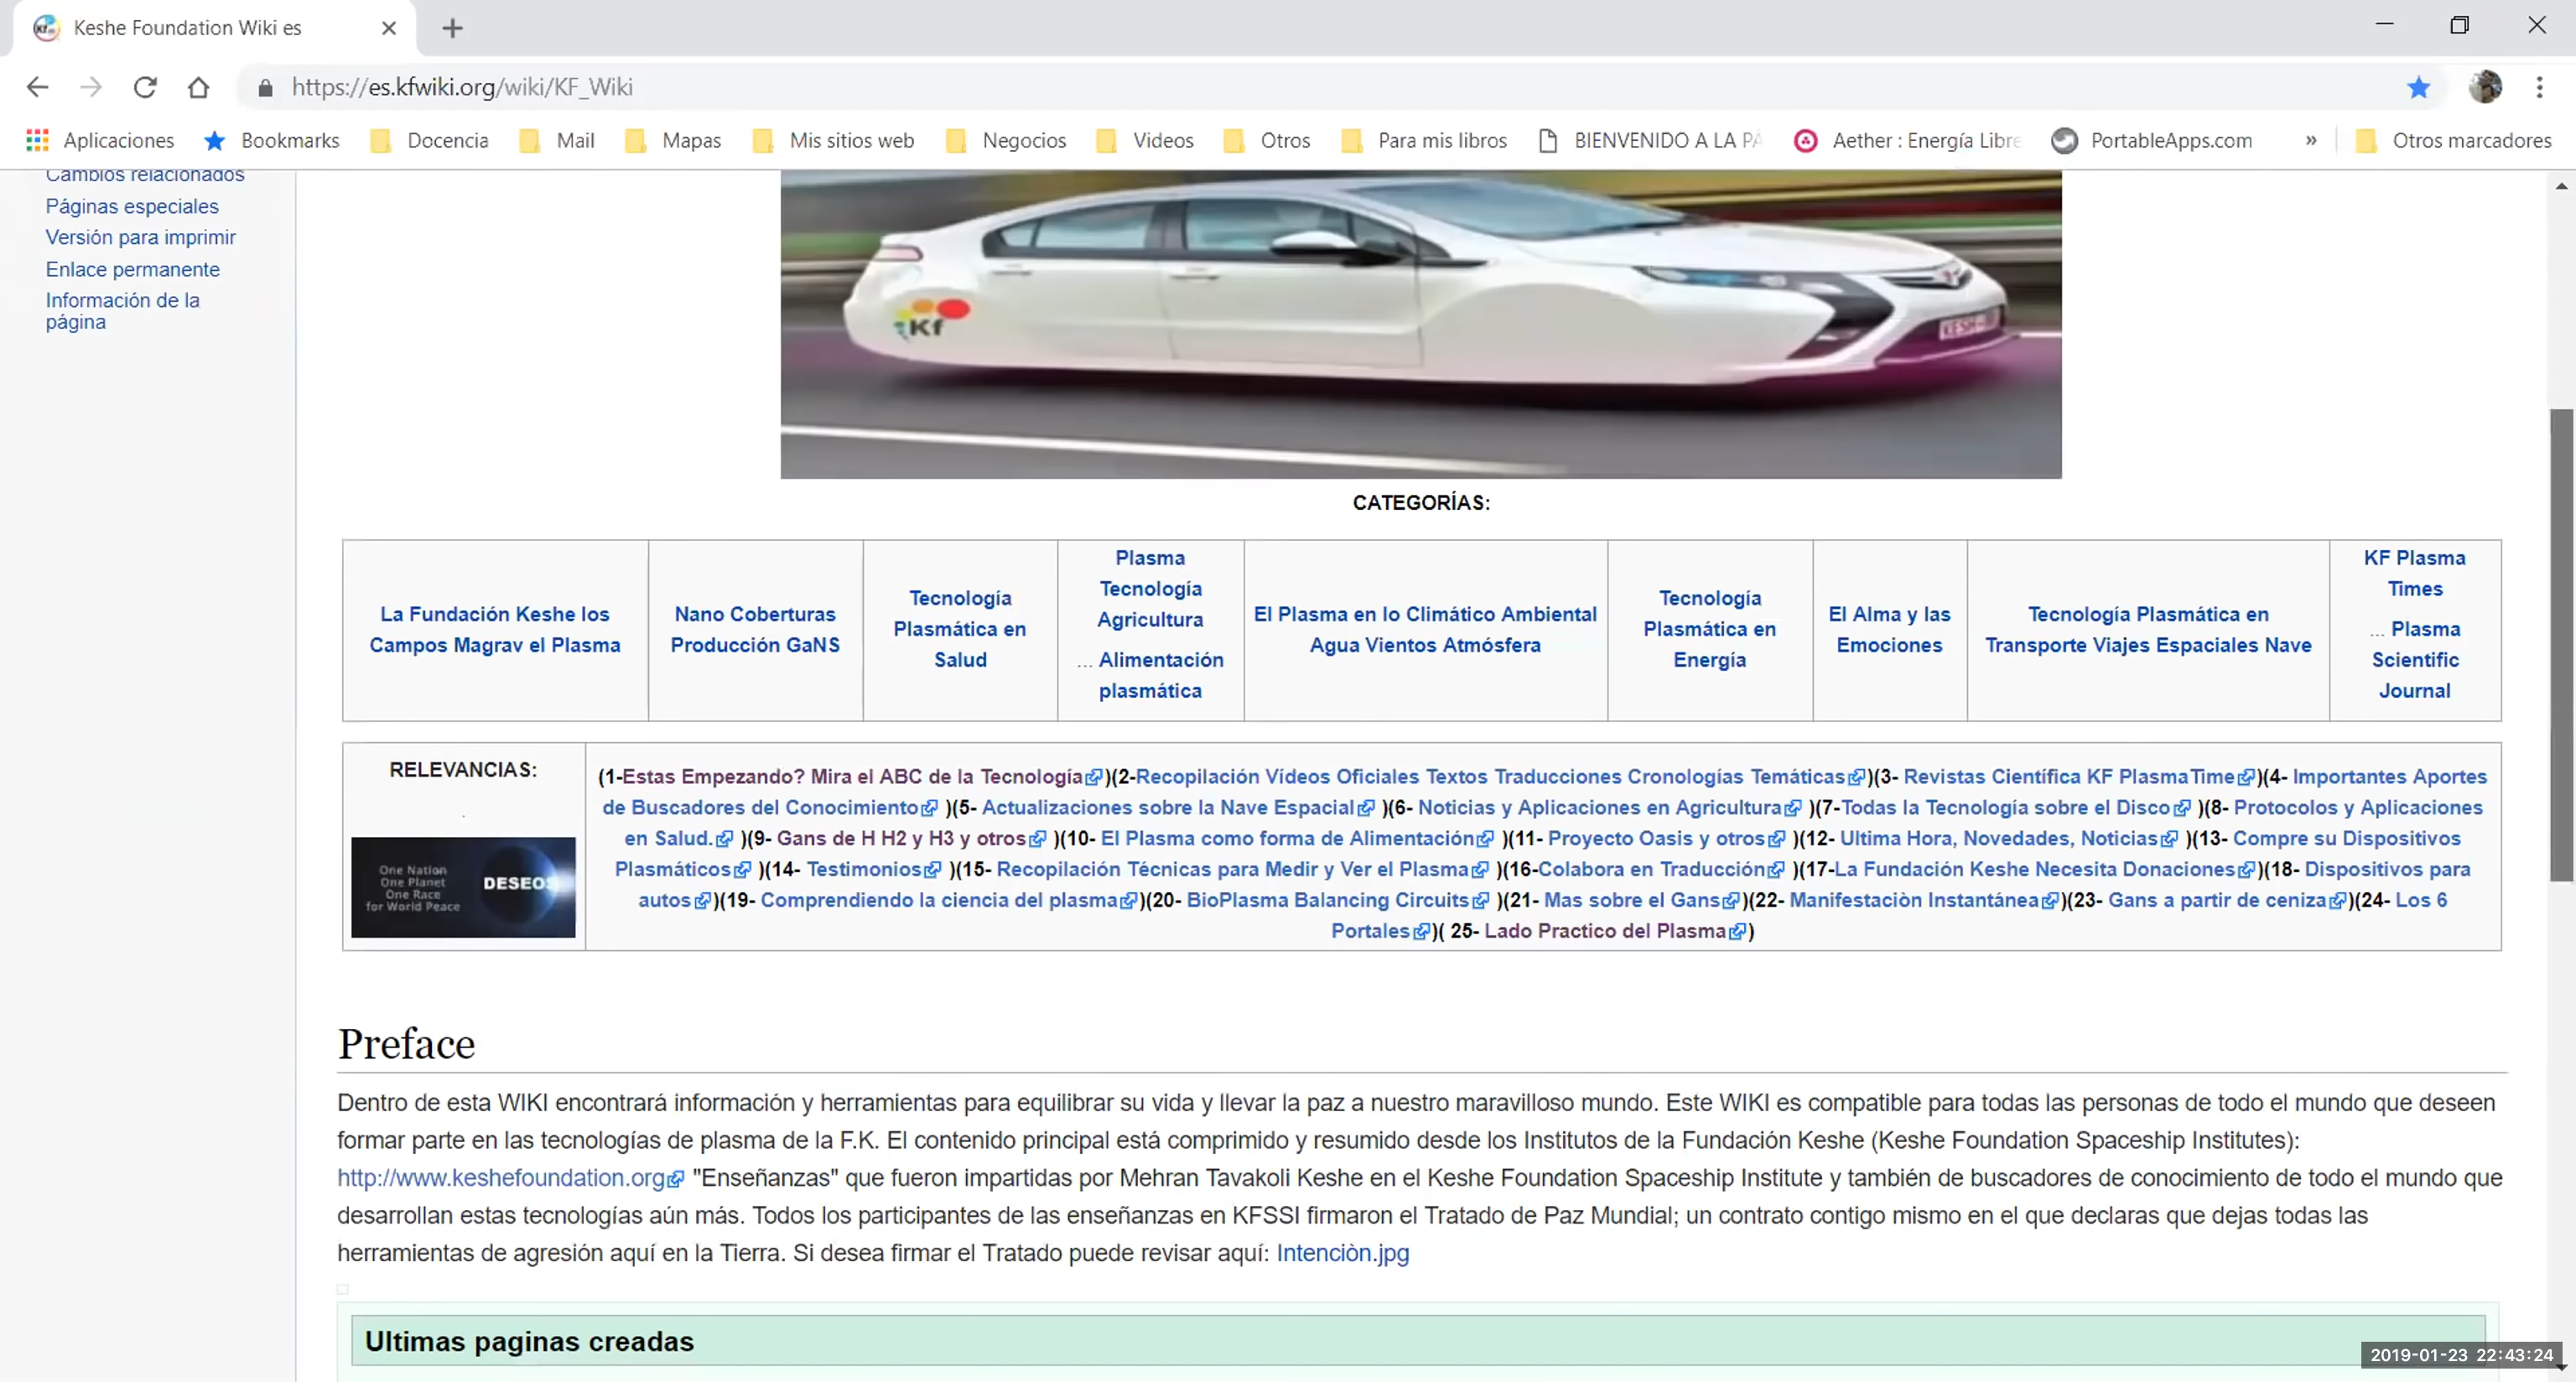 Keshe Foundation Wiki es
https://es.kfwiki.org/wiki/KF_Wiki
Aplicaciones Bookmarks Docencia Mail Mapas Mis sitios web Negocios Videos Otros Para mis libros BIENVENIDO A LA PÁ Aether : Energía Libre PortableApps.com » Otros marcadores
Cambios relacionados
Páginas especiales
Versión para imprimir
Enlace permanente
Información de la
página
Kf
CATEGORÍAS:
La Fundación Keshe los
Campos Magrav el Plasma
Nano Coberturas
Producción GaNS
Tecnología
Plasmática en
Salud
Plasma
Tecnología
Agricultura
... Alimentación
plasmática
El Plasma en lo Climático Ambiental
Agua Vientos Atmósfera
Tecnología
Plasmática en
Energía
El Alma y las
Emociones
Tecnología Plasmática en
Transporte Viajes Espaciales Nave
KF Plasma
Times
... Plasma
Scientific
Journal
RELEVANCIAS:
.
One Nation
One Planet
One Race
for World Peace
DESEOS
(1-Estas Empezando? Mira el ABC de la Tecnología)(2-Recopilación Vídeos Oficiales Textos Traducciones Cronologías Temáticas)(3- Revistas Científica KF PlasmaTime)(4- Importantes Aportes
de Buscadores del Conocimiento )(5- Actualizaciones sobre la Nave Espacial )(6- Noticias y Aplicaciones en Agricultura )(7-Todas la Tecnología sobre el Disco )(8- Protocolos y Aplicaciones
en Salud. )(9- Gans de H H2 y H3 y otros )(10- El Plasma como forma de Alimentación )(11- Proyecto Oasis y otros )(12- Ultima Hora, Novedades, Noticias )(13- Compre su Dispositivos
Plasmáticos )(14- Testimonios )(15- Recopilación Técnicas para Medir y Ver el Plasma )(16-Colabora en Traducción )(17-La Fundación Keshe Necesita Donaciones)(18- Dispositivos para
autos)(19- Comprendiendo la ciencia del plasma)(20- BioPlasma Balancing Circuits )(21- Mas sobre el Gans)(22- Manifestaciòn Instantánea)(23- Gans a partir de ceniza)(24- Los 6
Portales)( 25- Lado Practico del Plasma)
Preface
Dentro de esta WIKI encontrará información y herramientas para equilibrar su vida y llevar la paz a nuestro maravilloso mundo. Este WIKI es compatible para todas las personas de todo el mundo que deseen
formar parte en las tecnologías de plasma de la F.K. El contenido principal está comprimido y resumido desde los Institutos de la Fundación Keshe (Keshe Foundation Spaceship Institutes):
http://www.keshefoundation.org "Enseñanzas" que fueron impartidas por Mehran Tavakoli Keshe en el Keshe Foundation Spaceship Institute y también de buscadores de conocimiento de todo el mundo que
desarrollan estas tecnologías aún más. Todos los participantes de las enseñanzas en KFSSI firmaron el Tratado de Paz Mundial; un contrato contigo mismo en el que declaras que dejas todas las
herramientas de agresión aquí en la Tierra. Si desea firmar el Tratado puede revisar aquí: Intenciòn.jpg
Ultimas paginas creadas
2019-01-23 22:43:24